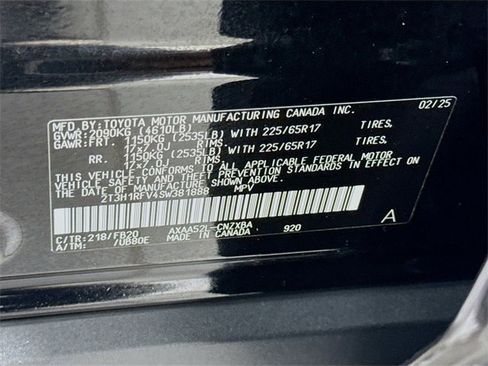 MFD.BY:TOYOTA MOTOR MANUFACTURING CANADA INC. 02/25
GVWR:2090KG (4610LB)
GAWR:FRT. 1150KG (2535LB) WITH 225/65R17 TIRES.
17X7.0J RIMS.
RR. 1150KG (2535LB) WITH 225/65R17 TIRES.
17X7.0J RIMS.
THIS VEHICLE CONFORMS TO ALL APPLICABLE FEDERAL MOTOR
VEHICLE SAFETY AND THEFT PREVENTION STANDARDS IN EFFECT
ON THE DATE OF MANUFACTURE SHOWN ABOVE.
2T3H1RFV4SW381888 MPV
C/TR:218/FB20 AXAA52L-CNZXBA 920
A/TM: /UB80E MADE IN CANADA
A